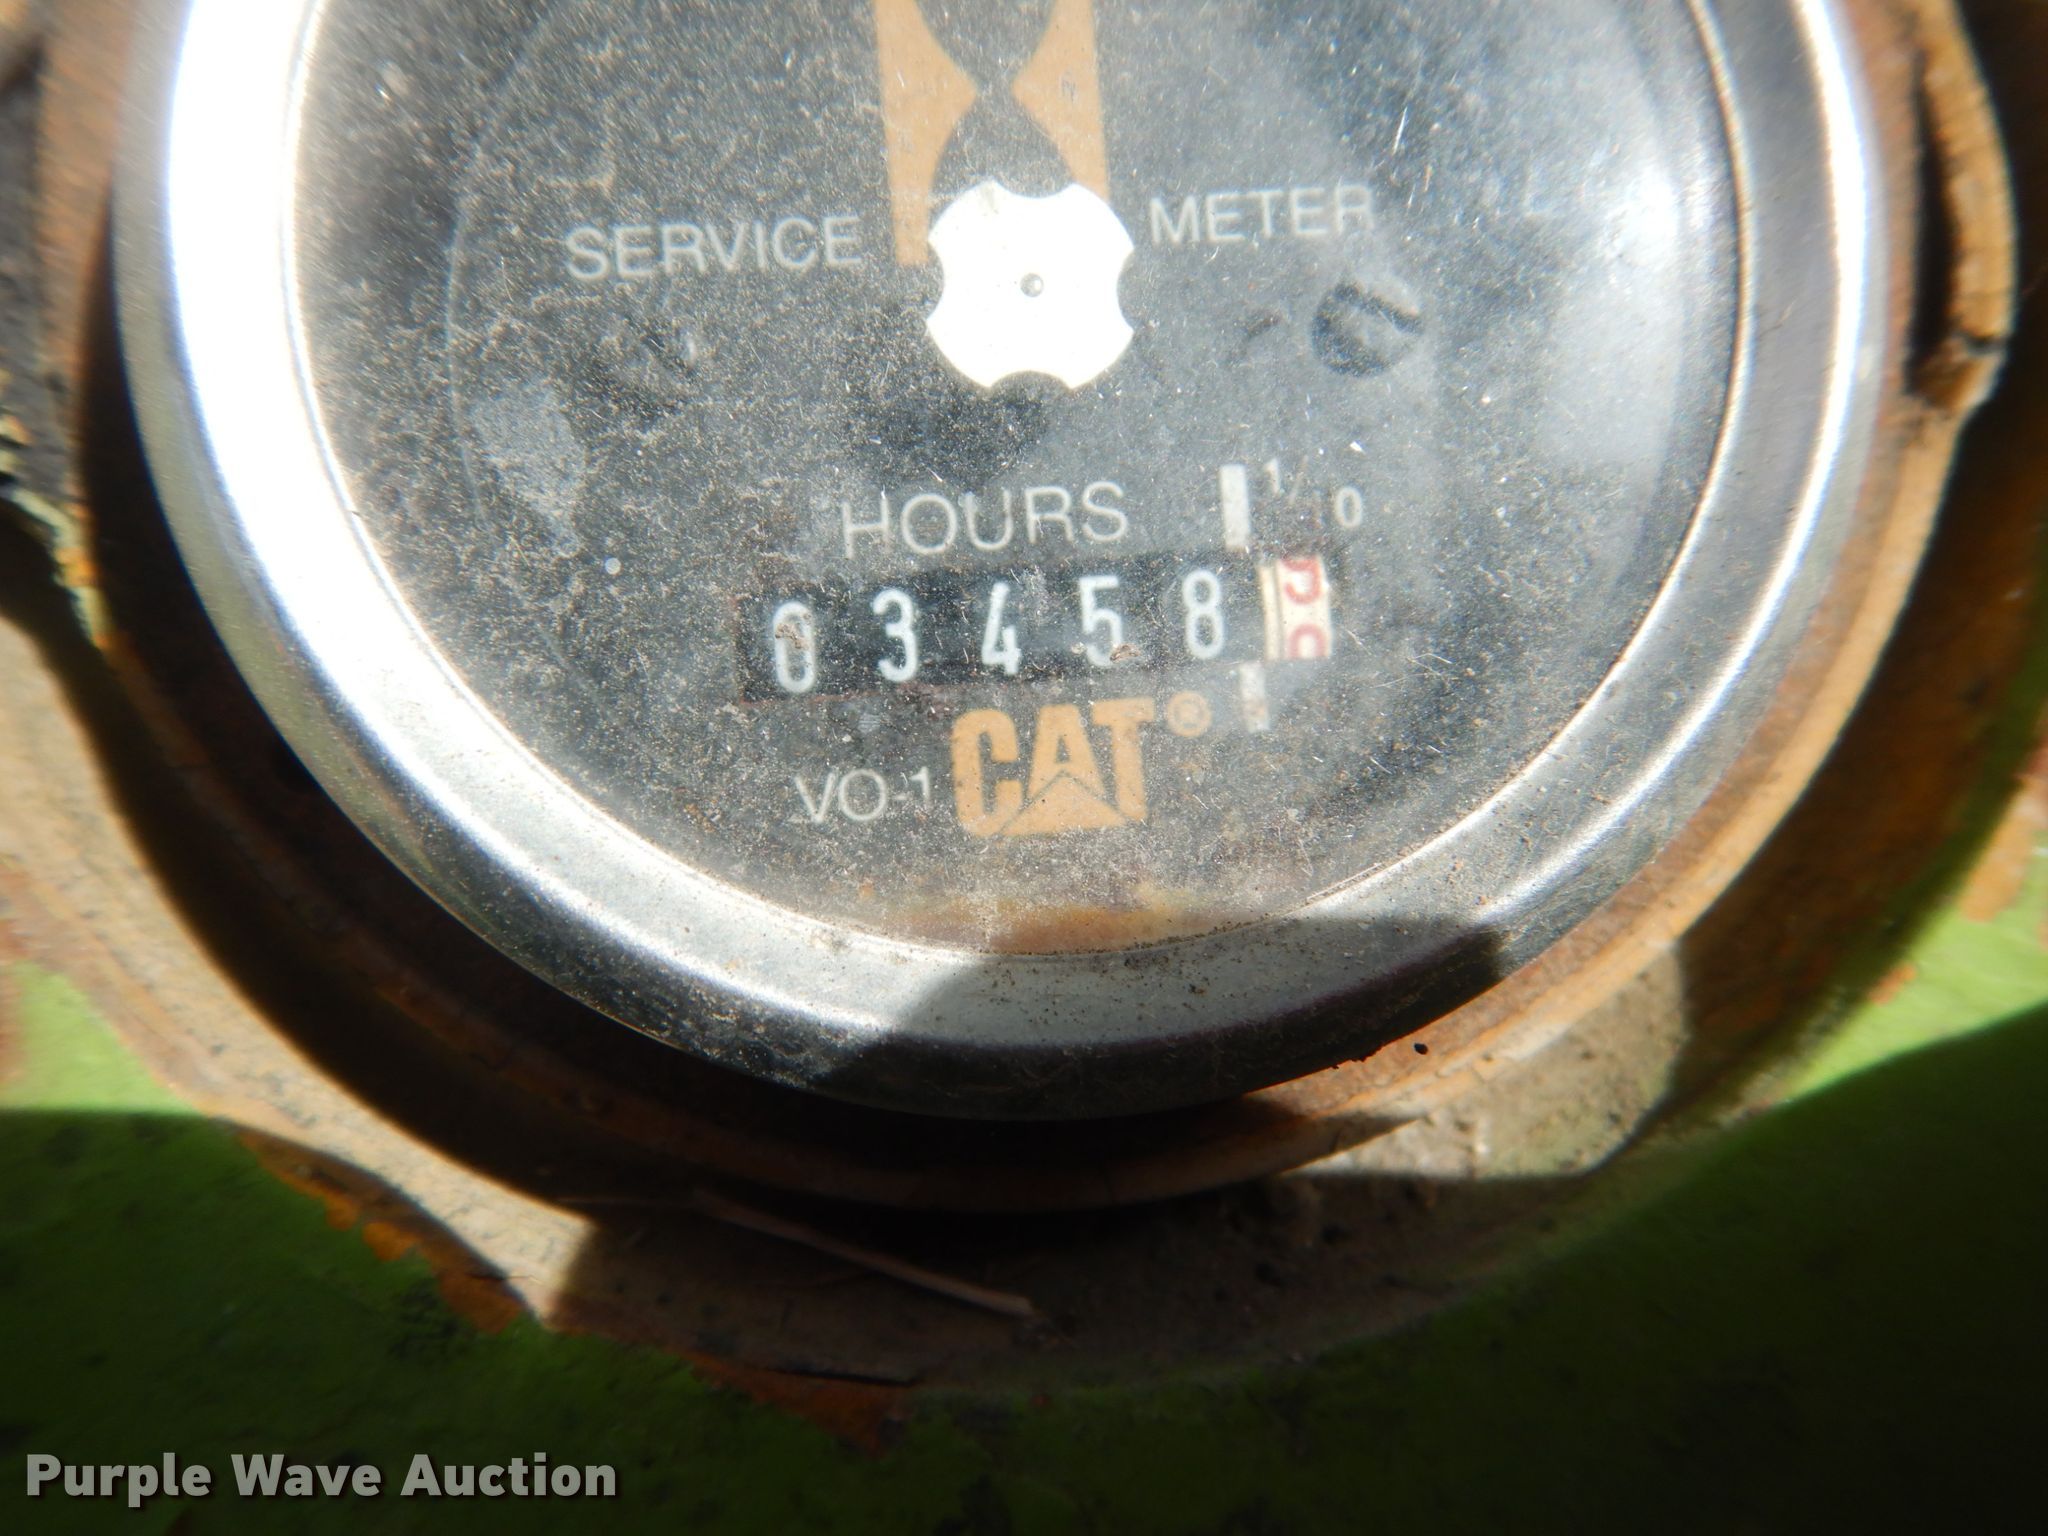 SERVICE METER
HOURS 1/10
03458
CAT®
VO-1
Purple Wave Auction